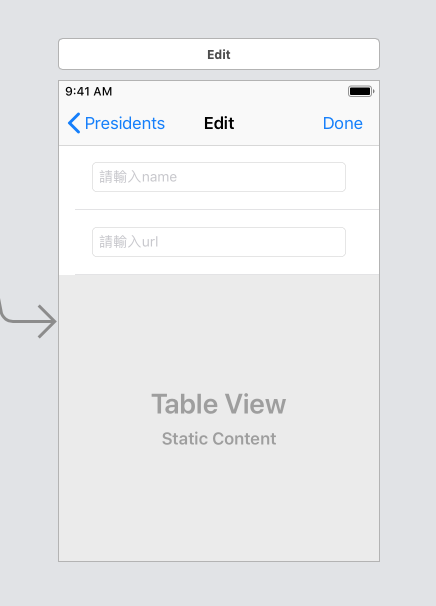 Edit
9:41 AM
Presidents Edit Done
請輸入name
請輸入url
Table View
Static Content